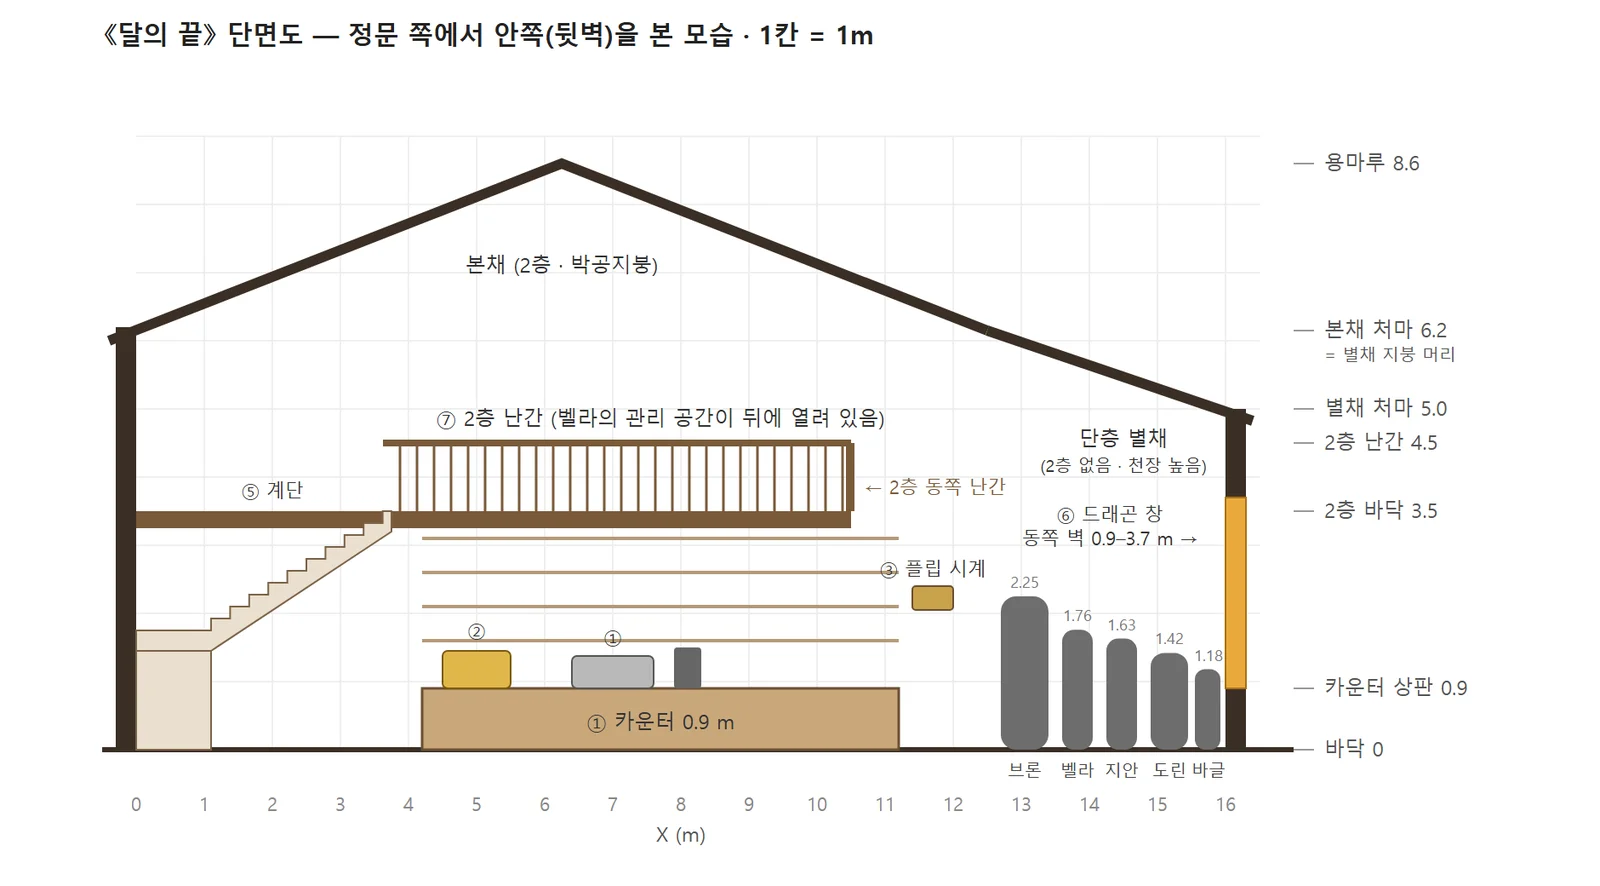 《달의 끝》 단면도 — 정문 쪽에서 안쪽(뒷벽)을 본 모습 · 1칸 = 1m
용마루 8.6
본채 (2층 · 박공지붕)
본채 처마 6.2
= 별채 지붕 머리
별채 처마 5.0
⑦ 2층 난간 (벨라의 관리 공간이 뒤에 열려 있음)
단층 별채
2층 난간 4.5
(2층 없음 · 천장 높음)
⑤ 계단
← 2층 동쪽 난간
⑥ 드래곤 창
2층 바닥 3.5
동쪽 벽 0.9–3.7 m →
③ 플립 시계
2.25
1.76
1.63
1.42
1.18
②
①
카운터 상판 0.9
① 카운터 0.9 m
바닥 0
브론 벨라 지안 도린 바글
0 1 2 3 4 5 6 7 8 9 10 11 12 13 14 15 16
X (m)